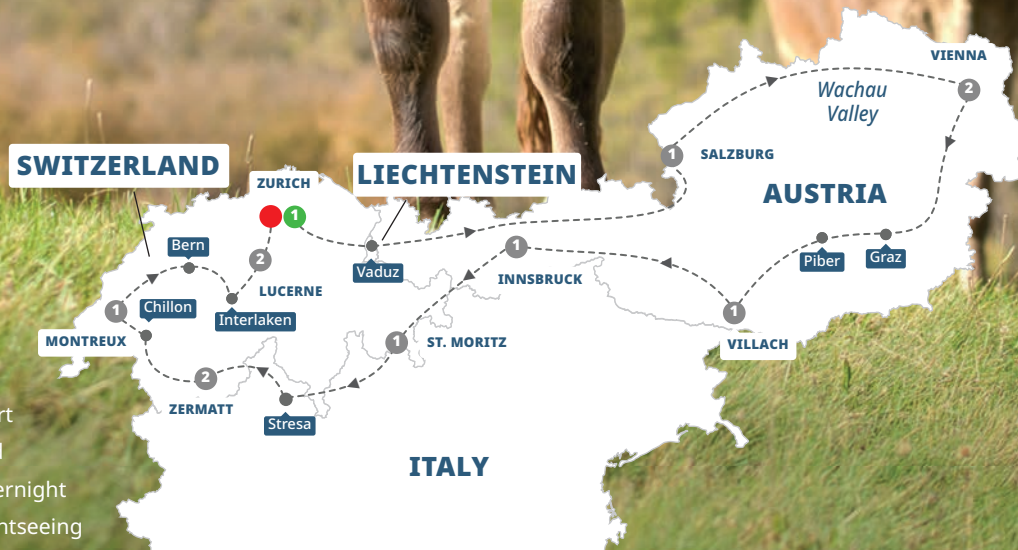 VIENNA
Wachau
Valley
2
1
SALZBURG
SWITZERLAND
LIECHTENSTEIN
ZURICH
AUSTRIA
1
Bern
1
2
Vaduz
INNSBRUCK
Piber
Graz
LUCERNE
Chillon
Interlaken
1
1
MONTREUX
1
ST. MORITZ
VILLACH
2
ZERMATT
Stresa
ITALY